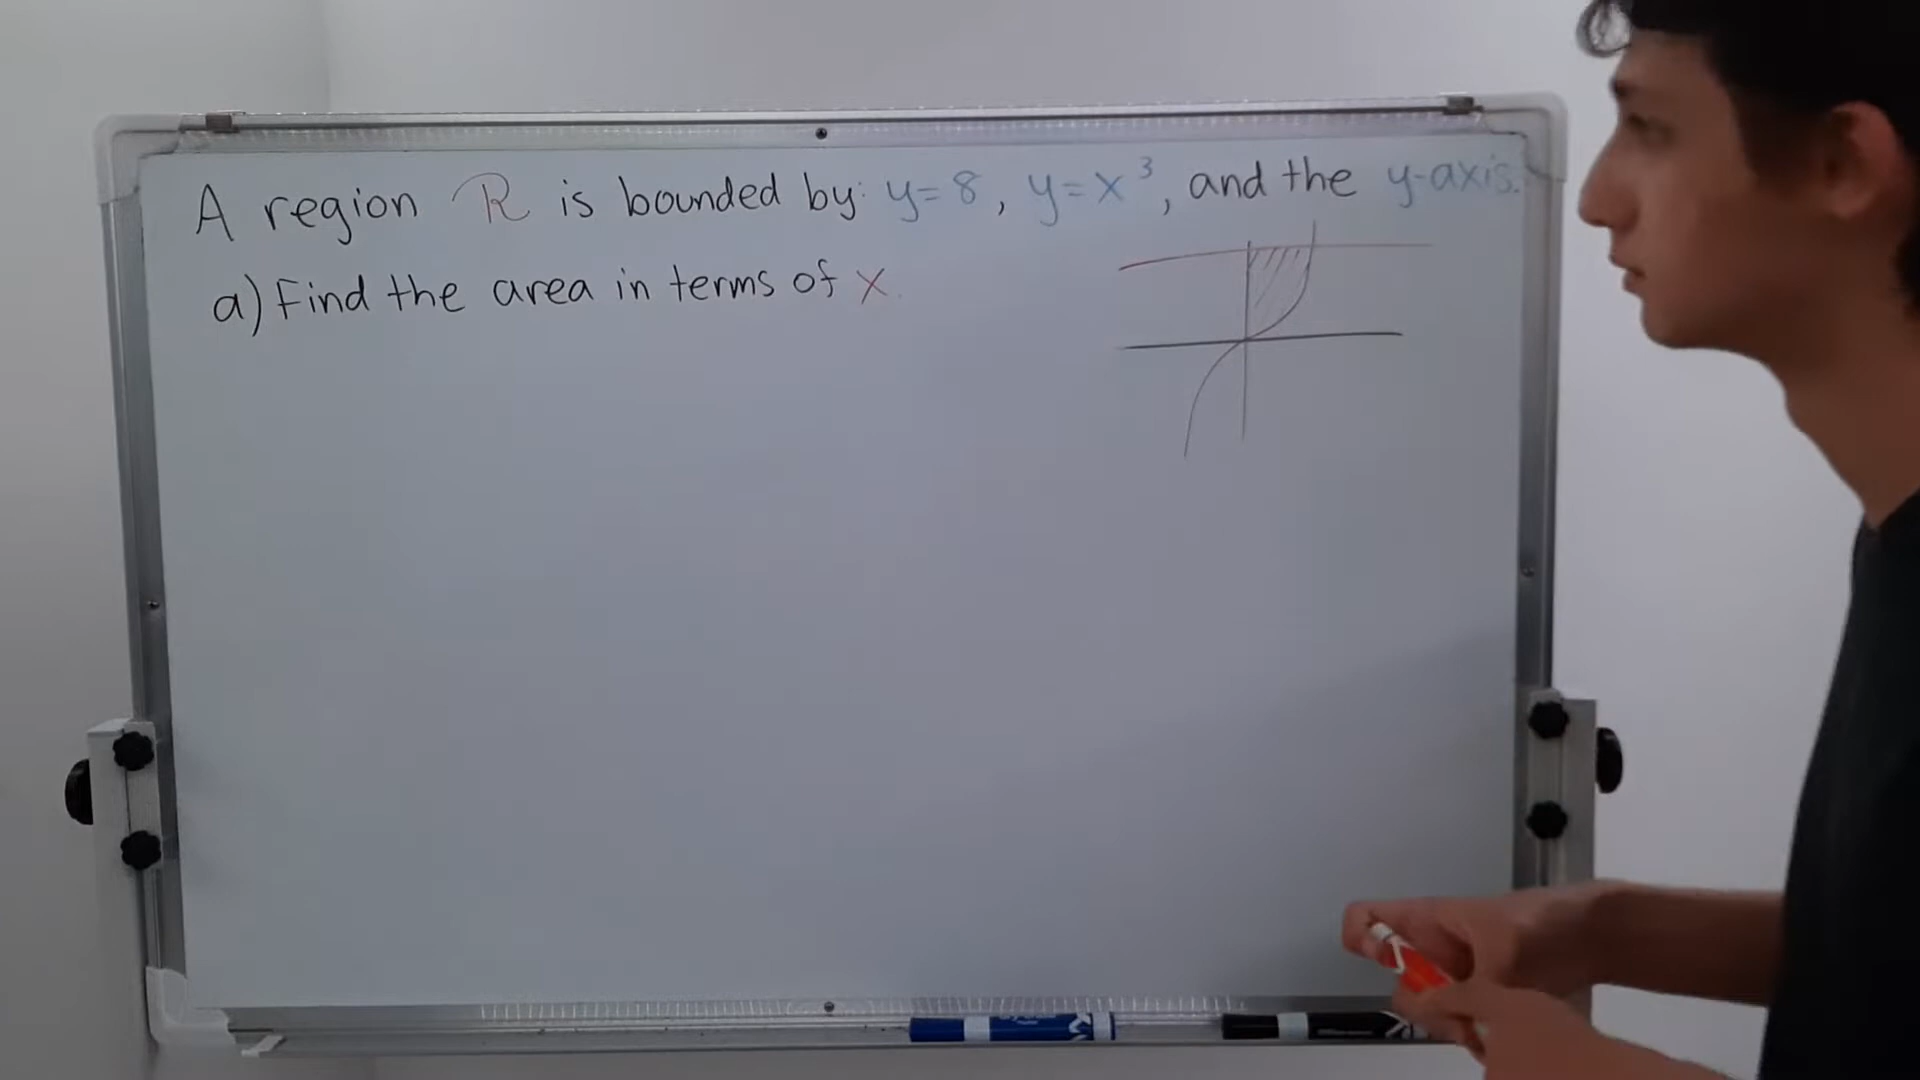 A region R is bounded by: y=8, y=x³, and the y-axis.
a) Find the area in terms of x.